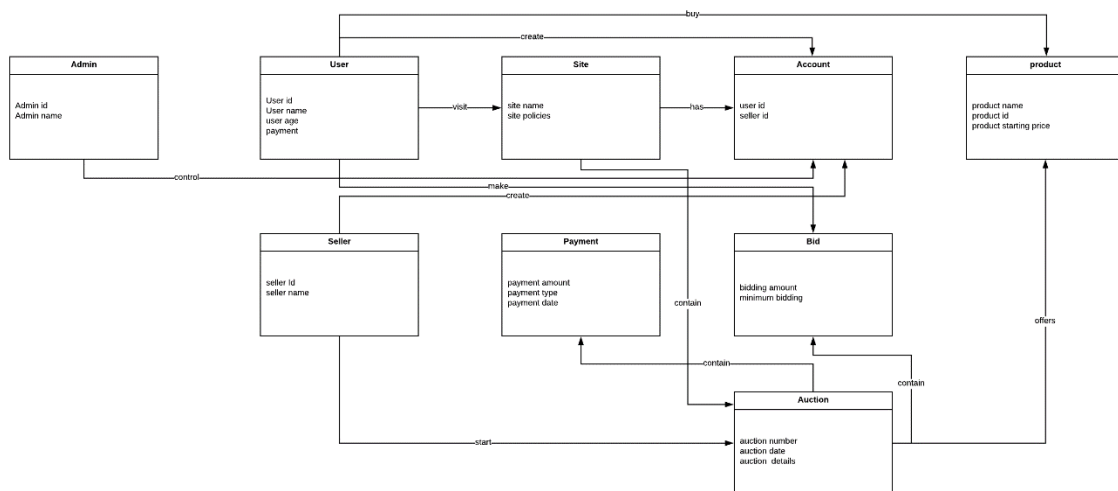 buy
create
Admin
User
Site
Account
product
Admin id
Admin name
User id
User name
user age
payment
visit
site name
site policies
has
user id
seller id
product name
product id
product starting price
control
make
create
Seller
Payment
Bid
seller Id
seller name
payment amount
payment type
payment date
bidding amount
minimum bidding
contain
offers
contain
contain
Auction
start
auction number
auction date
auction details